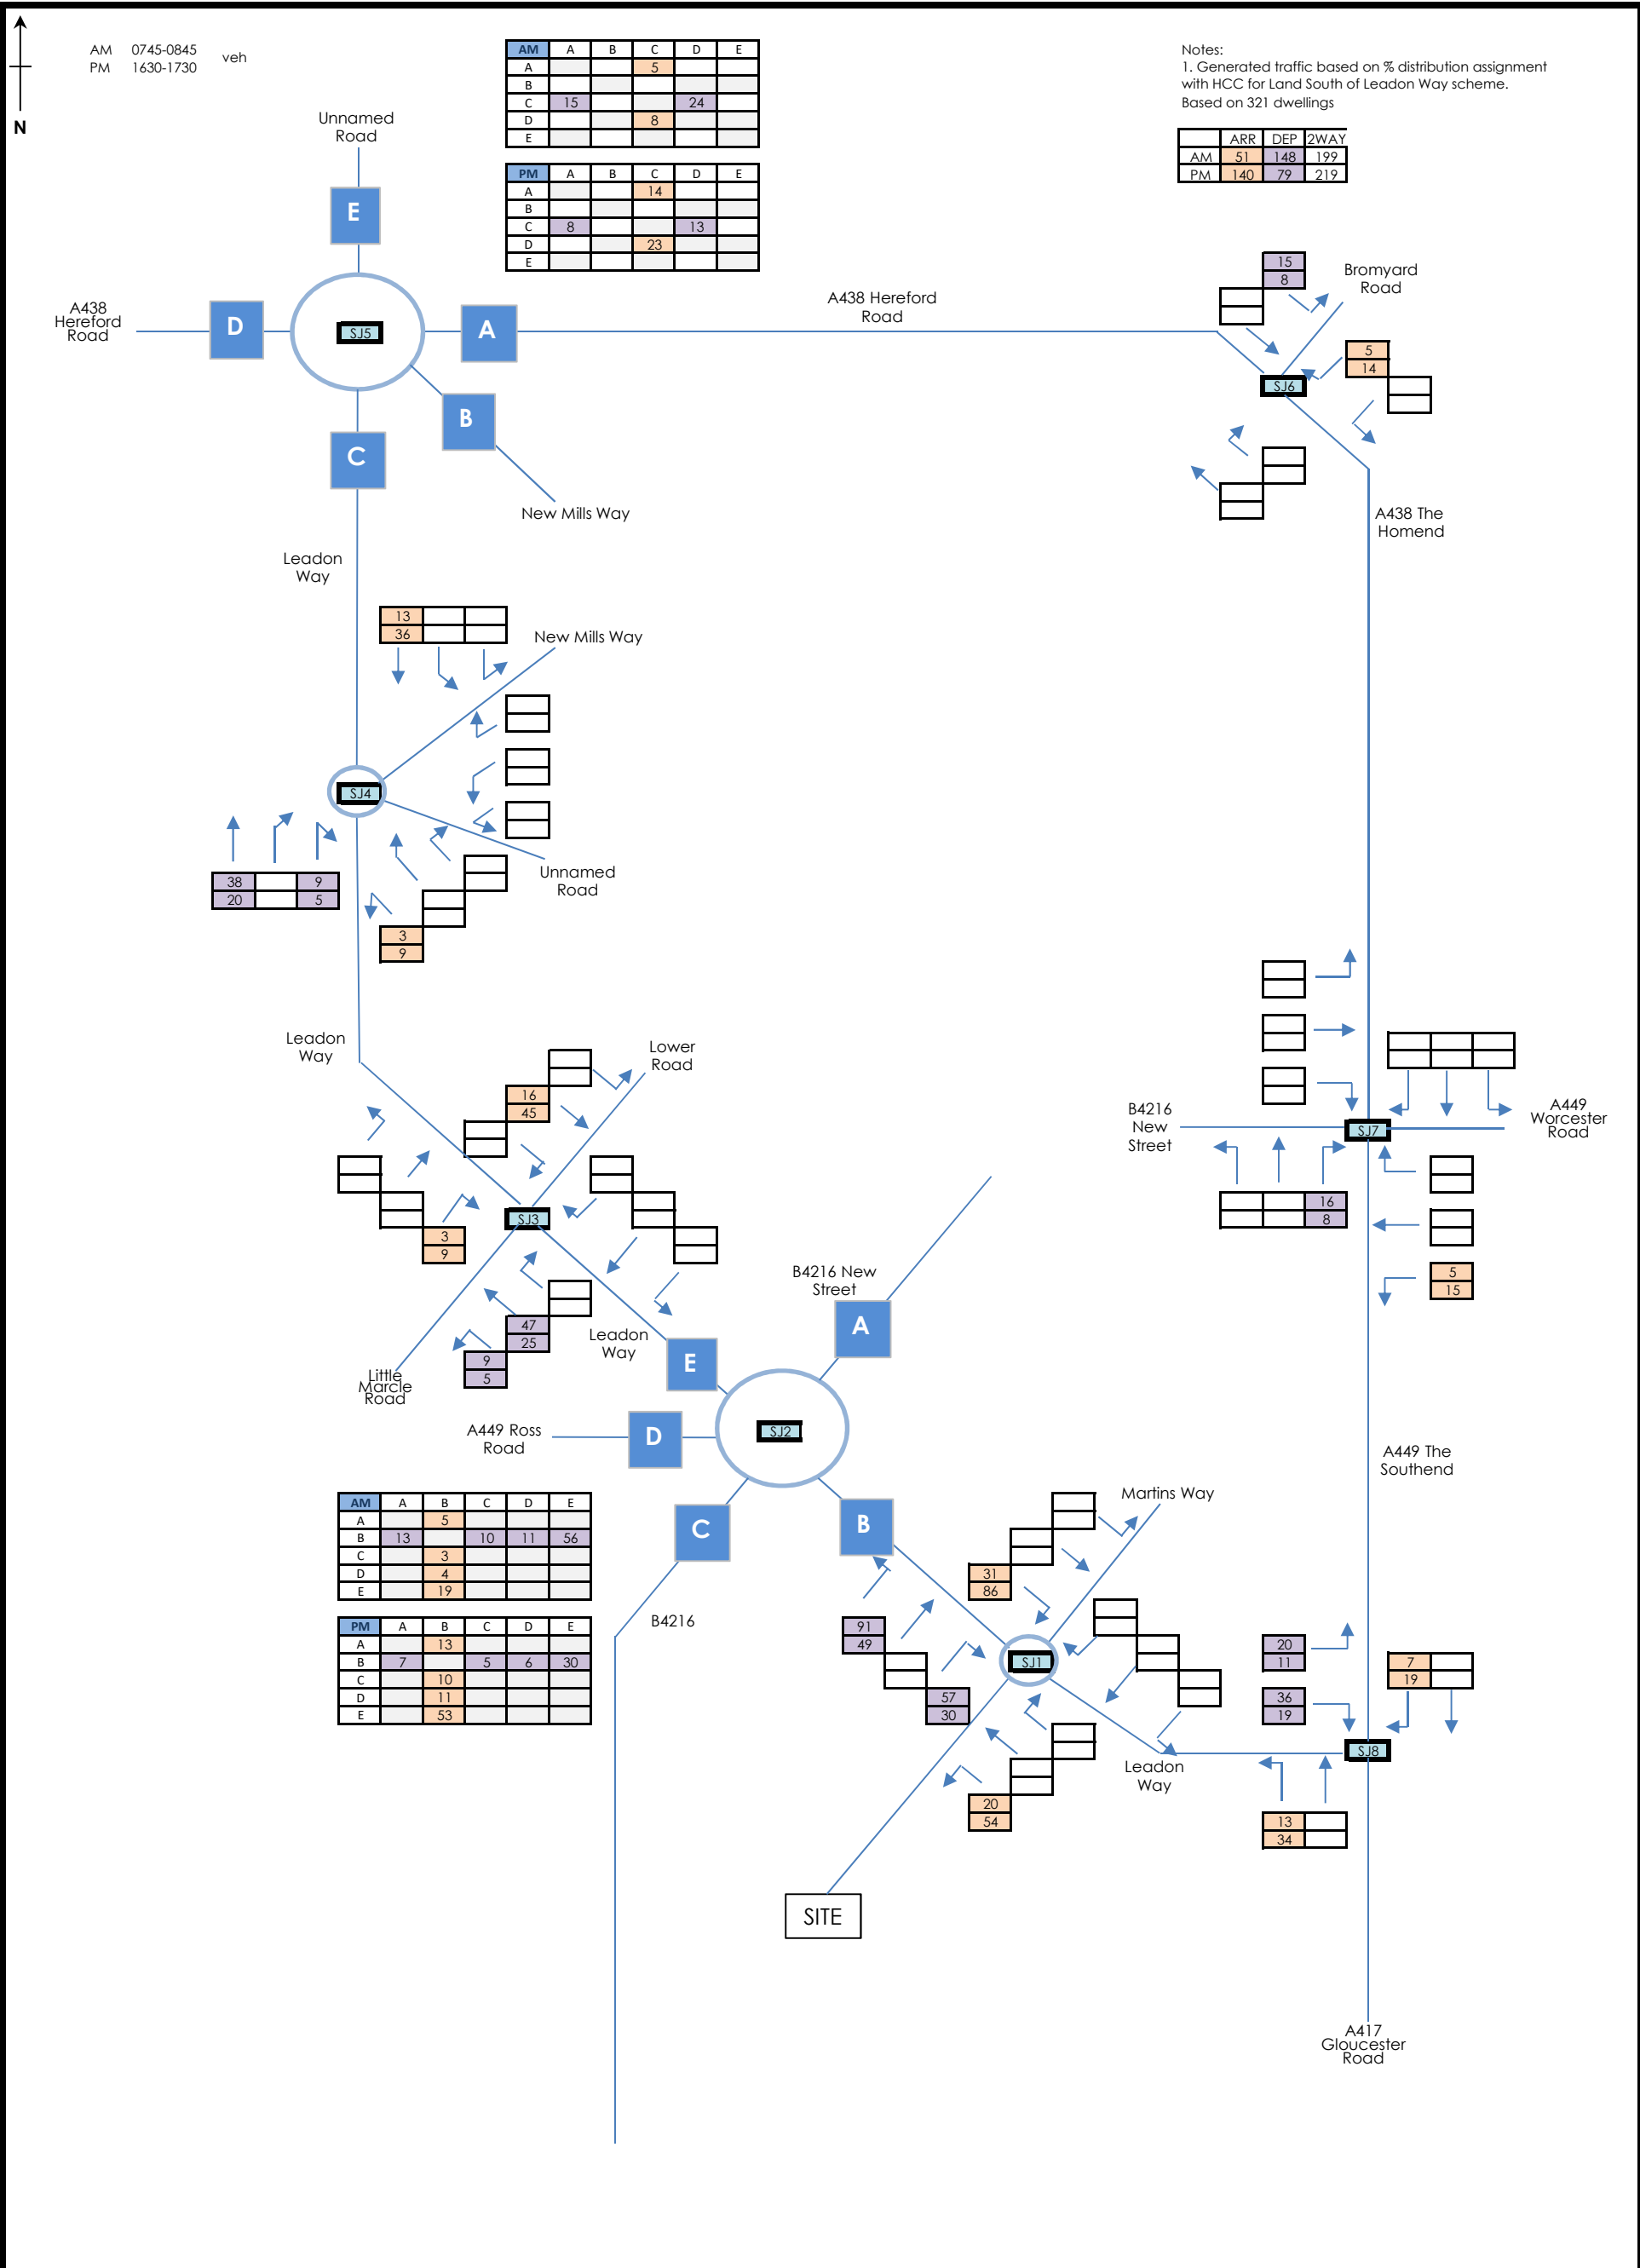 AM 0745-0845
PM 1630-1730
veh
N
AM A B C D E
A 5
B
C 15 24
D 8
E
PM A B C D E
A 14
B
C 8 13
D 23
E
Notes:
1. Generated traffic based on % distribution assignment
with HCC for Land South of Leadon Way scheme.
Based on 321 dwellings
ARR DEP 2WAY
AM 51 148 199
PM 140 79 219
Unnamed
Road
E
A438
Hereford
Road
D
SJ5
A
A438 Hereford
Road
B
C
New Mills Way
15
8
Bromyard
Road
5
14
SJ6
A438 The
Homend
Leadon
Way
13
36
New Mills Way
SJ4
Unnamed
Road
38 9
20 5
3
9
Leadon
Way
Lower
Road
16
45
3
9
SJ3
47
25
9
5
Leadon
Way
Little
Marcle
Road
B4216
New
Street
SJ7
A449
Worcester
Road
16
8
5
15
B4216 New
Street
A
E
A449 Ross
Road
D
SJ2
C
B
A449 The
Southend
AM A B C D E
A 5
B 13 10 11 56
C 3
D 4
E 19
PM A B C D E
A 13
B 7 5 6 30
C 10
D 11
E 53
B4216
Martins Way
31
86
91
49
SJ1
57
30
20
54
Leadon
Way
20
11
36
19
7
19
SJ8
13
34
SITE
A417
Gloucester
Road